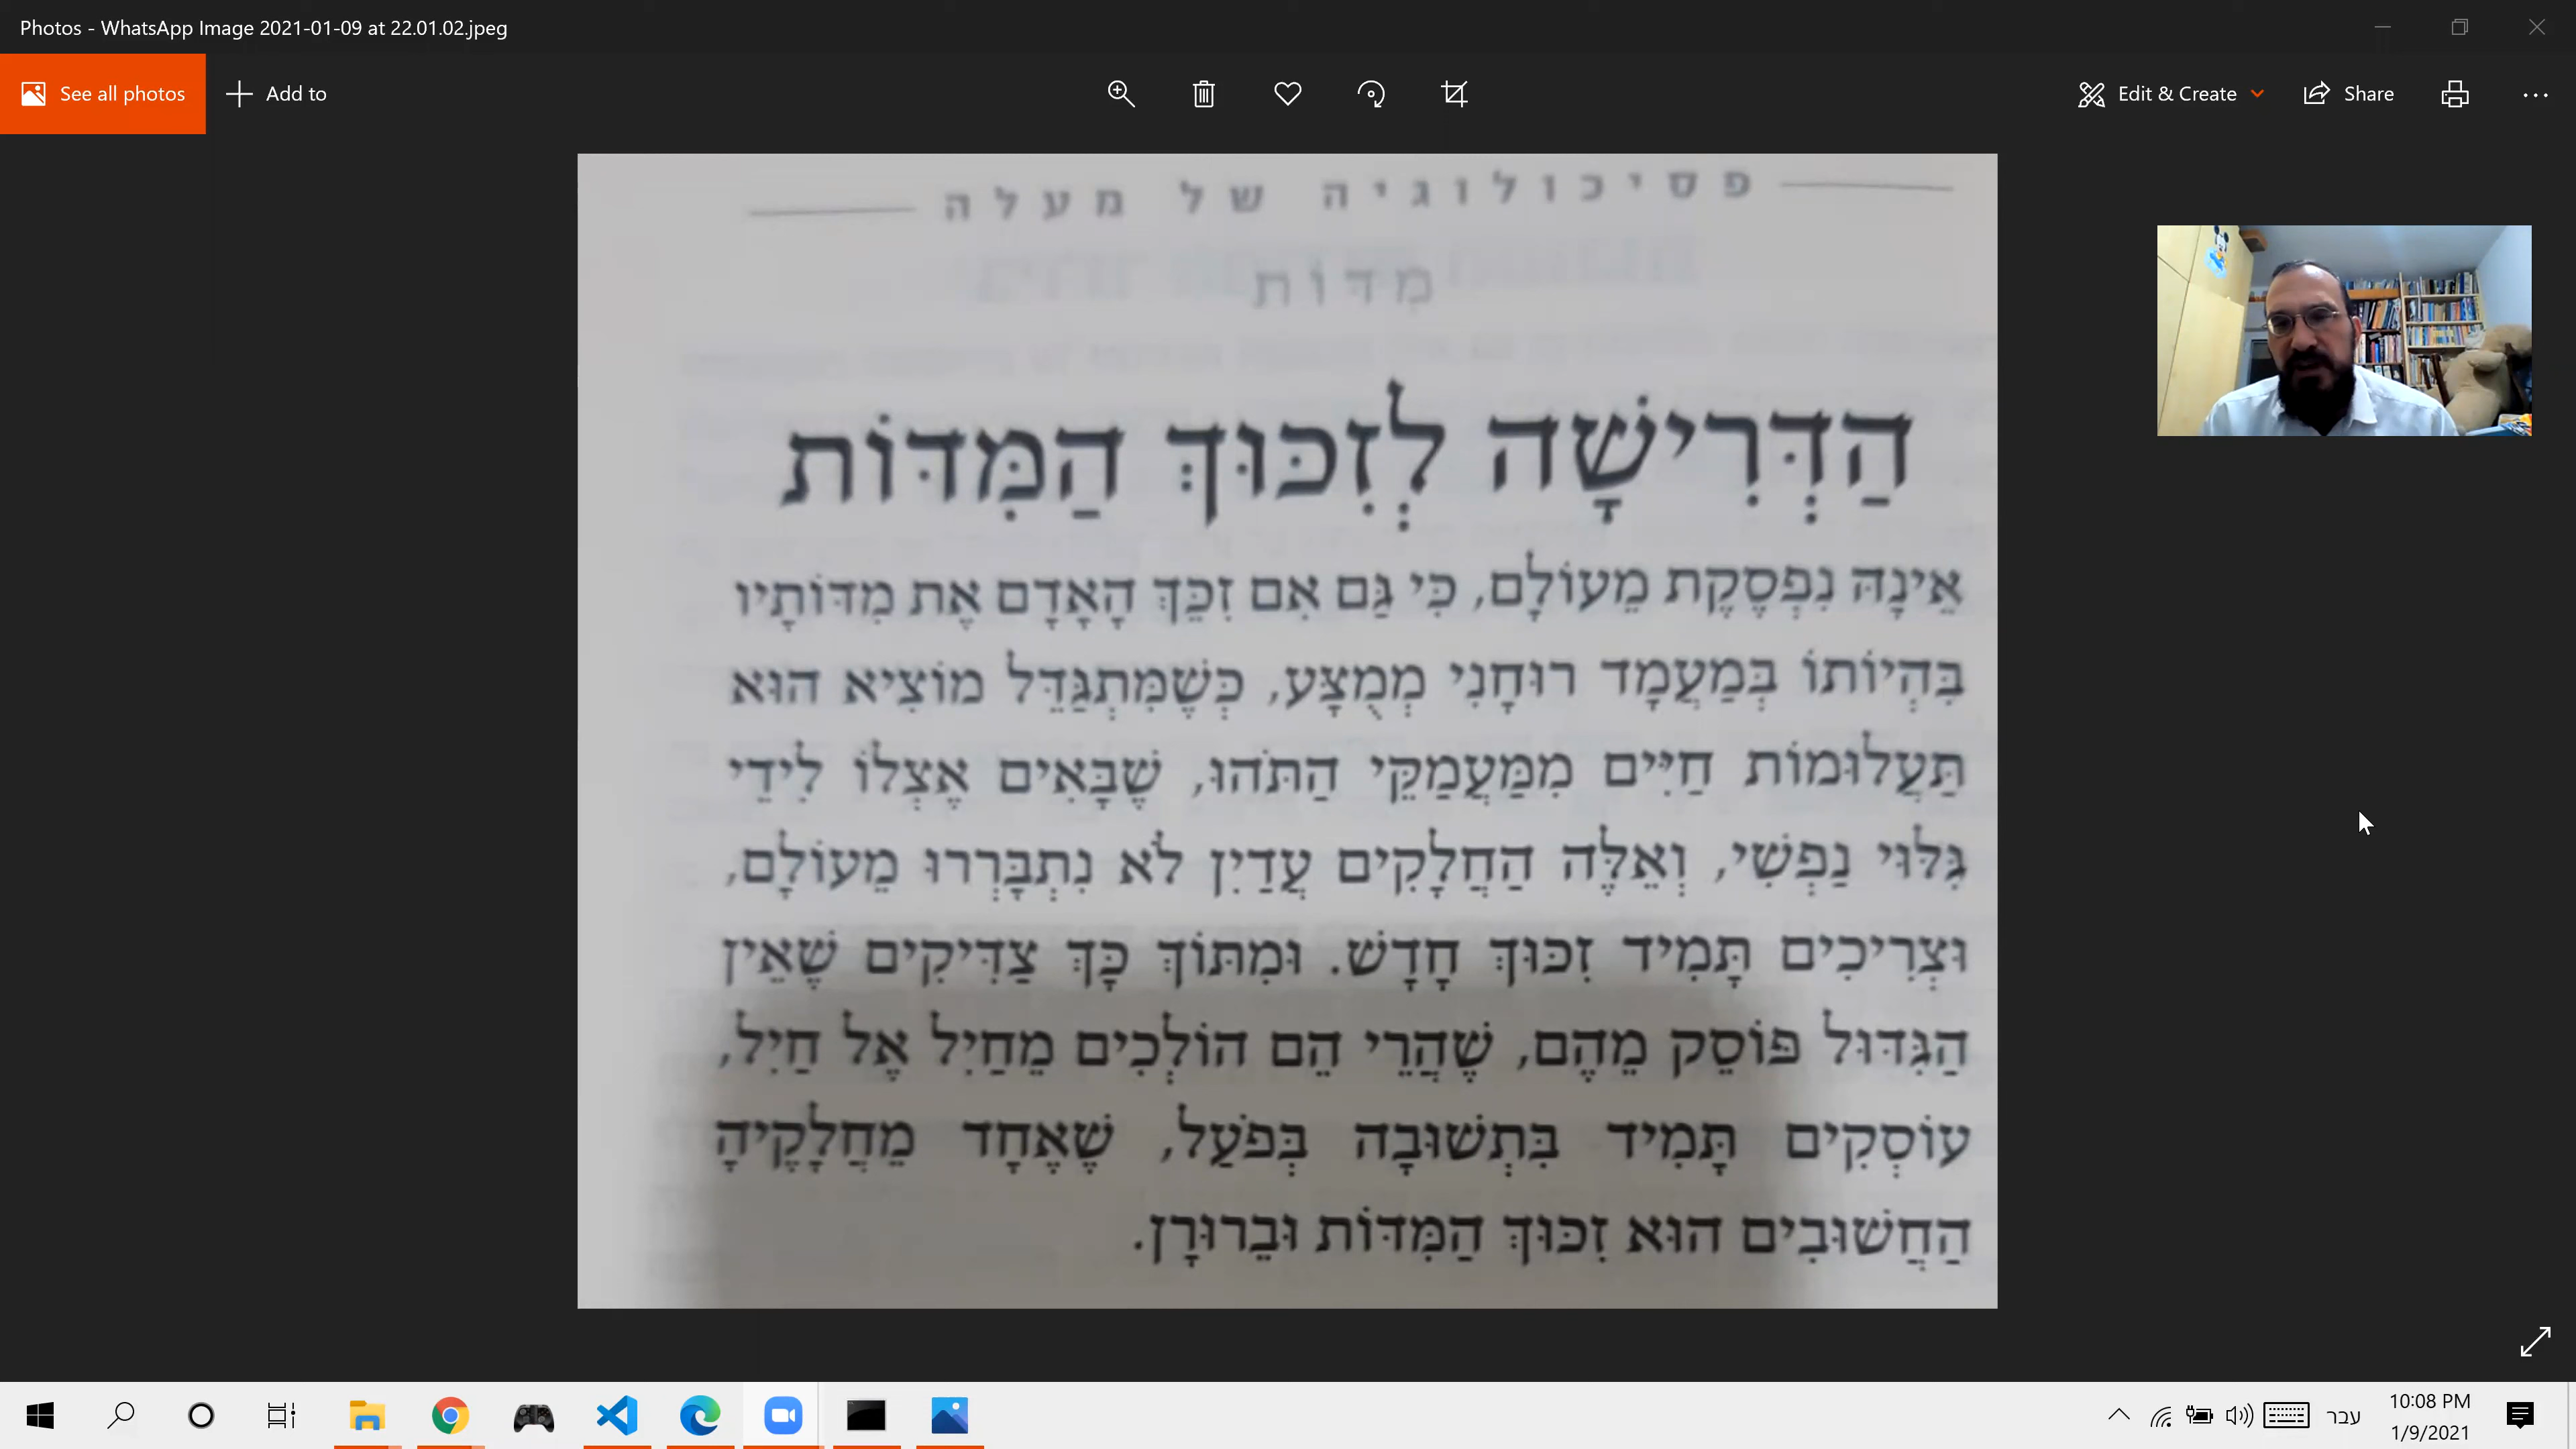 Photos - WhatsApp Image 2021-01-09 at 22.01.02.jpeg
See all photos
Add to
Edit & Create
Share
פסיכולוגיה של מעלה
מִדּוֹת
הַדְּרִישָׁה לְזִכּוּךְ הַמִּדּוֹת
אֵינָהּ נִפְסֶקֶת מֵעוֹלָם, כִּי גַּם אִם זִכֵּךְ הָאָדָם אֶת מִדּוֹתָיו
בִּהְיוֹתוֹ בְּמַעֲמָד רוּחָנִי מְמֻצָּע, כְּשֶׁמִּתְגַּדֵּל מוֹצִיא הוּא
תַּעֲלוּמוֹת חַיִּים מִמַּעֲמַקֵּי הַתֹּהוּ, שֶׁבָּאִים אֶצְלוֹ לִידֵי
גִּלּוּי נַפְשִׁי, וְאֵלֶּה הַחֲלָקִים עֲדַיִן לֹא נִתְבָּרְרוּ מֵעוֹלָם,
וּצְרִיכִים תָּמִיד זִכּוּךְ חָדָשׁ. וּמִתּוֹךְ כָּךְ צַדִּיקִים שֶׁאֵין
הַגִּדּוּל פּוֹסֵק מֵהֶם, שֶׁהֲרֵי הֵם הוֹלְכִים מֵחַיִל אֶל חַיִל,
עוֹסְקִים תָּמִיד בִּתְשׁוּבָה בְּפֹעַל, שֶׁאֶחָד מֵחֲלָקֶיהָ
הַחֲשׁוּבִים הוּא זִכּוּךְ הַמִּדּוֹת וּבֵרוּרָן.
עבר
10:08 PM
1/9/2021